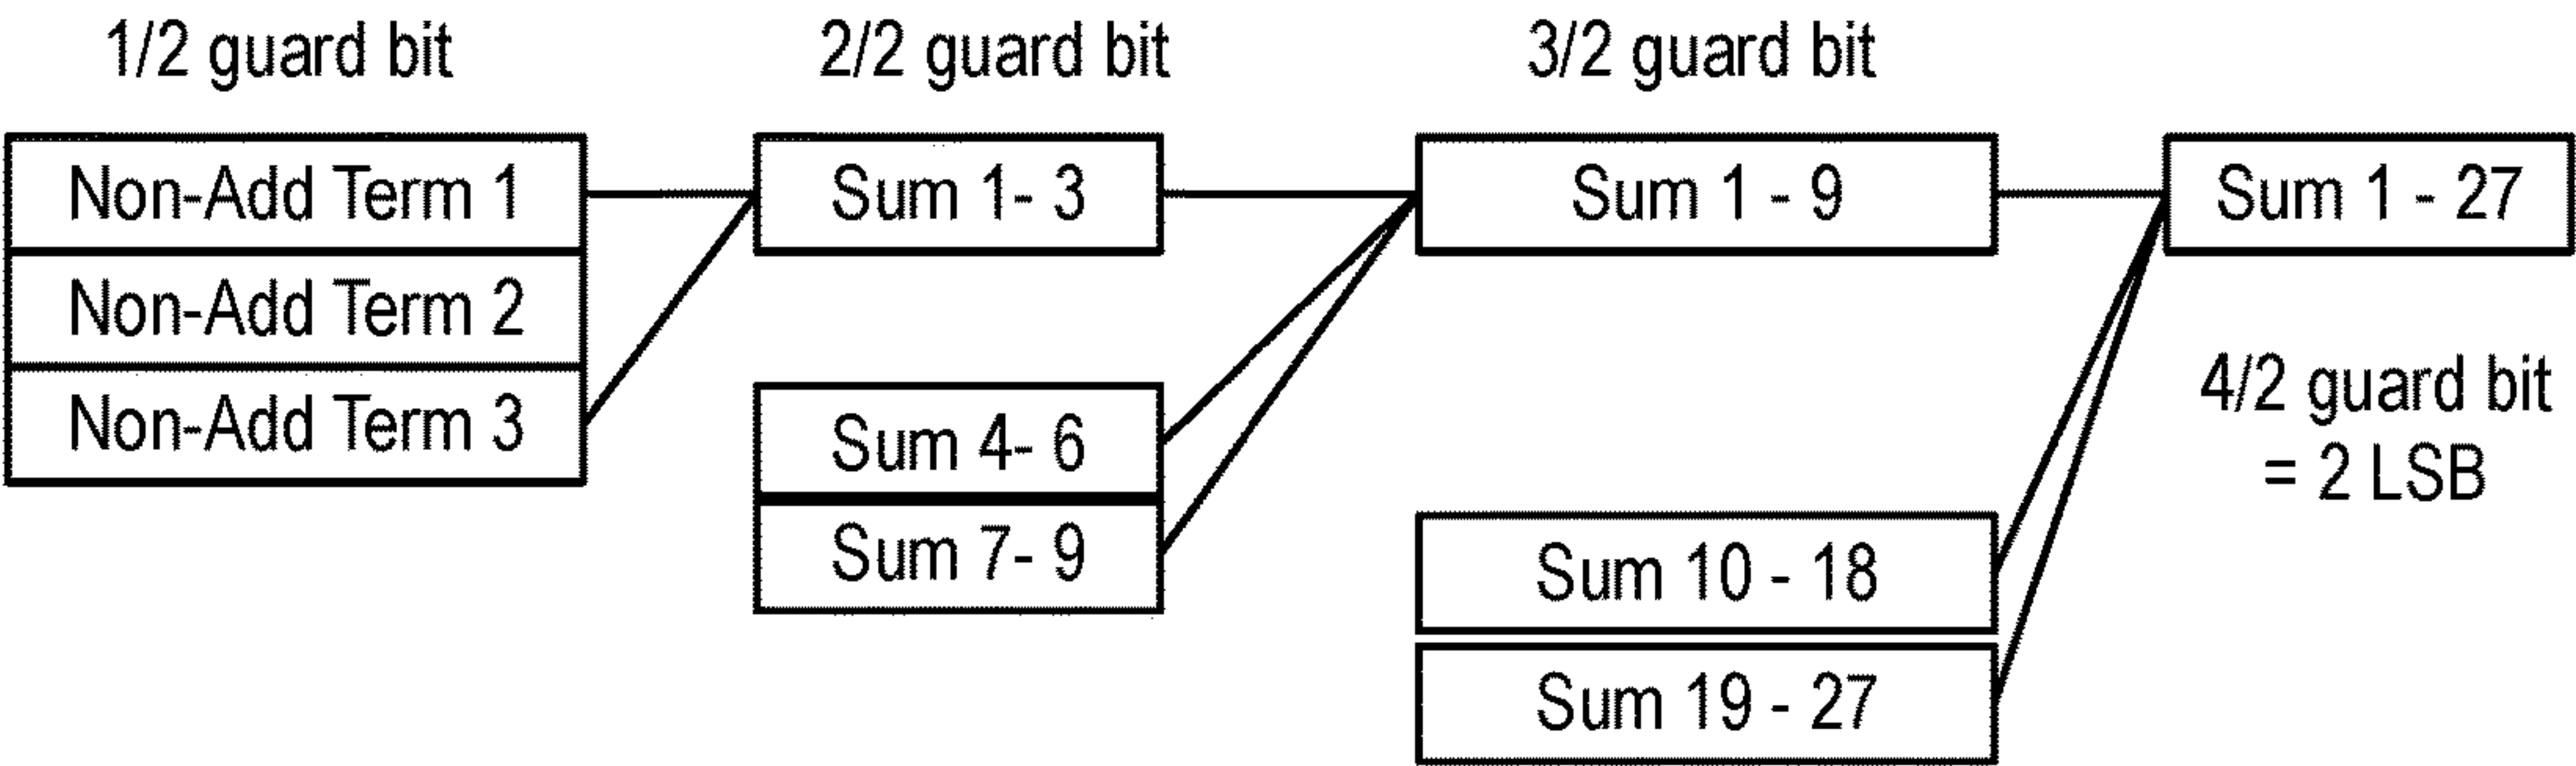 1/2 guard bit
2/2 guard bit
3/2 guard bit
Non-Add Term 1
Non-Add Term 2
Non-Add Term 3
Sum 1- 3
Sum 4- 6
Sum 7- 9
Sum 1 - 9
Sum 10 - 18
Sum 19 - 27
Sum 1 - 27
4/2 guard bit
= 2 LSB